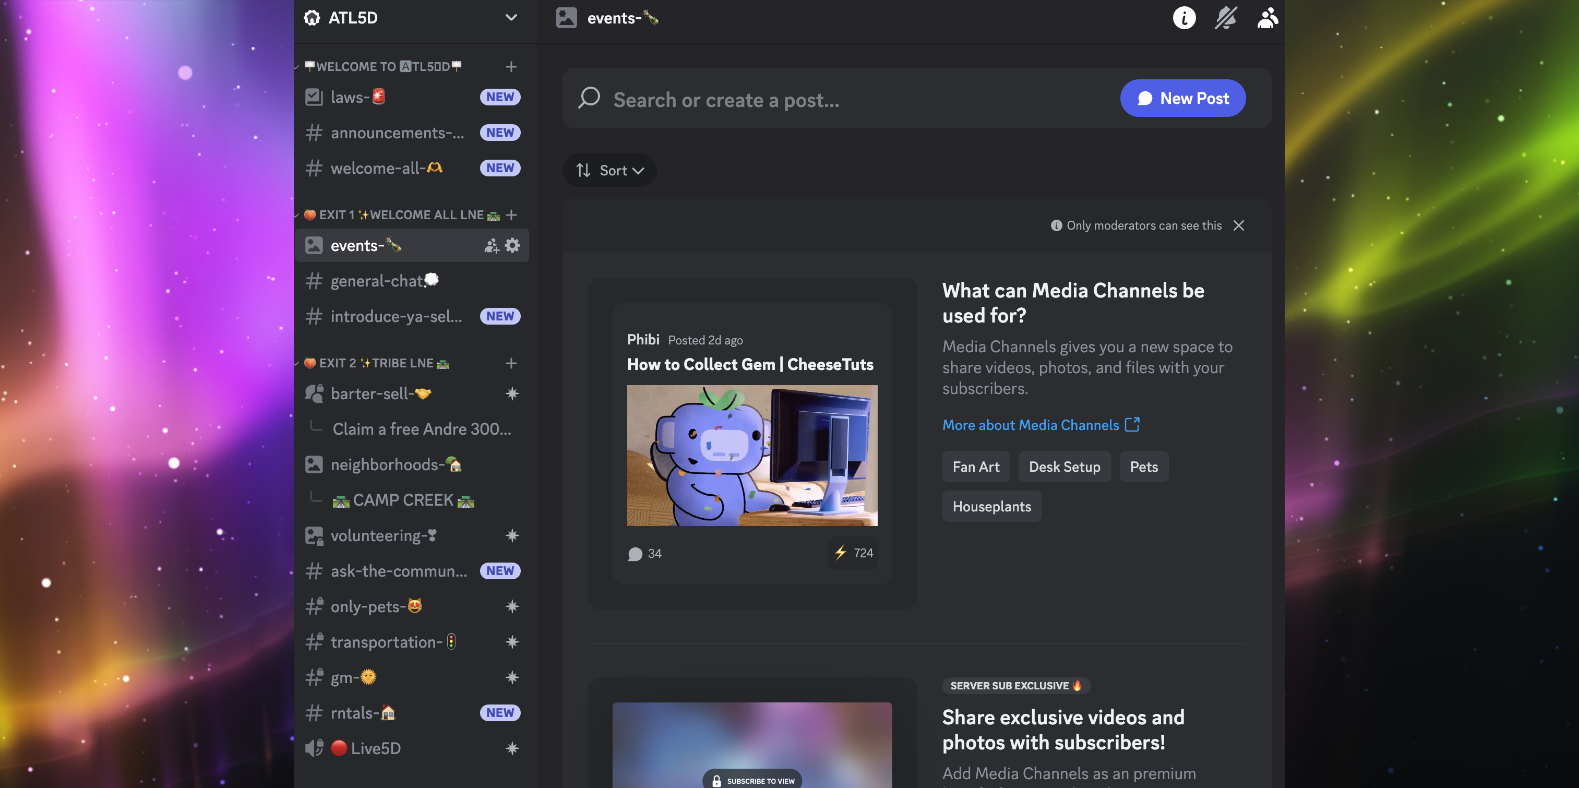 ATL5D
🪧WELCOME TO 🅰TL5▯D🪧
laws-🚨
NEW
announcements-...
NEW
welcome-all-🫶
NEW
🍑 EXIT 1 ✨WELCOME ALL LNE 🛣️
events-🍾
general-chat💭
introduce-ya-sel...
NEW
🍑 EXIT 2 ✨TRIBE LNE 🛣️
barter-sell-🤝
Claim a free Andre 300...
neighborhoods-🏡
🛣️ CAMP CREEK 🛣️
volunteering-❣
ask-the-commun...
NEW
only-pets-😻
transportation-🚦
gm-🌞
rntals-🏠
NEW
🔴 Live5D
events-🍾
Search or create a post...
New Post
Sort
Only moderators can see this
Phibi Posted 2d ago
How to Collect Gem | CheeseTuts
34
⚡ 724
What can Media Channels be
used for?
Media Channels gives you a new space to
share videos, photos, and files with your
subscribers.
More about Media Channels
Fan Art
Desk Setup
Pets
Houseplants
SUBSCRIBE TO VIEW
SERVER SUB EXCLUSIVE 🔥
Share exclusive videos and
photos with subscribers!
Add Media Channels as an premium